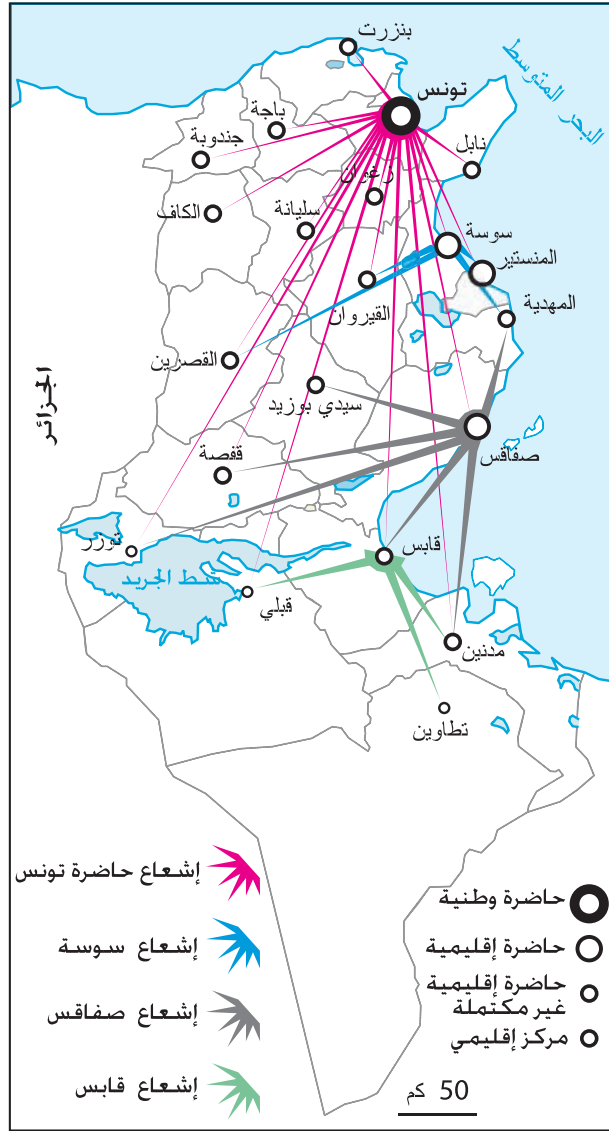 بنزرت
البحر المتوسط
تونس
باجة
جندوبة
نابل
زغوان
الكاف
سليانة
سوسة
المنستير
القيروان
المهدية
القصرين
الجزائر
سيدي بوزيد
صفاقس
قفصة
توزر
قابس
شط الجريد
قبلي
مدنين
تطاوين
إشعاع حاضرة تونس
إشعاع سوسة
إشعاع صفاقس
إشعاع قابس
حاضرة وطنية
حاضرة إقليمية
حاضرة إقليمية
غير مكتملة
مركز إقليمي
50 كم